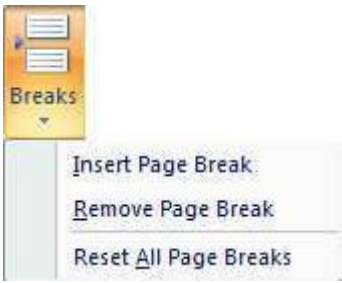 Breaks
Insert Page Break
Remove Page Break
Reset All Page Breaks